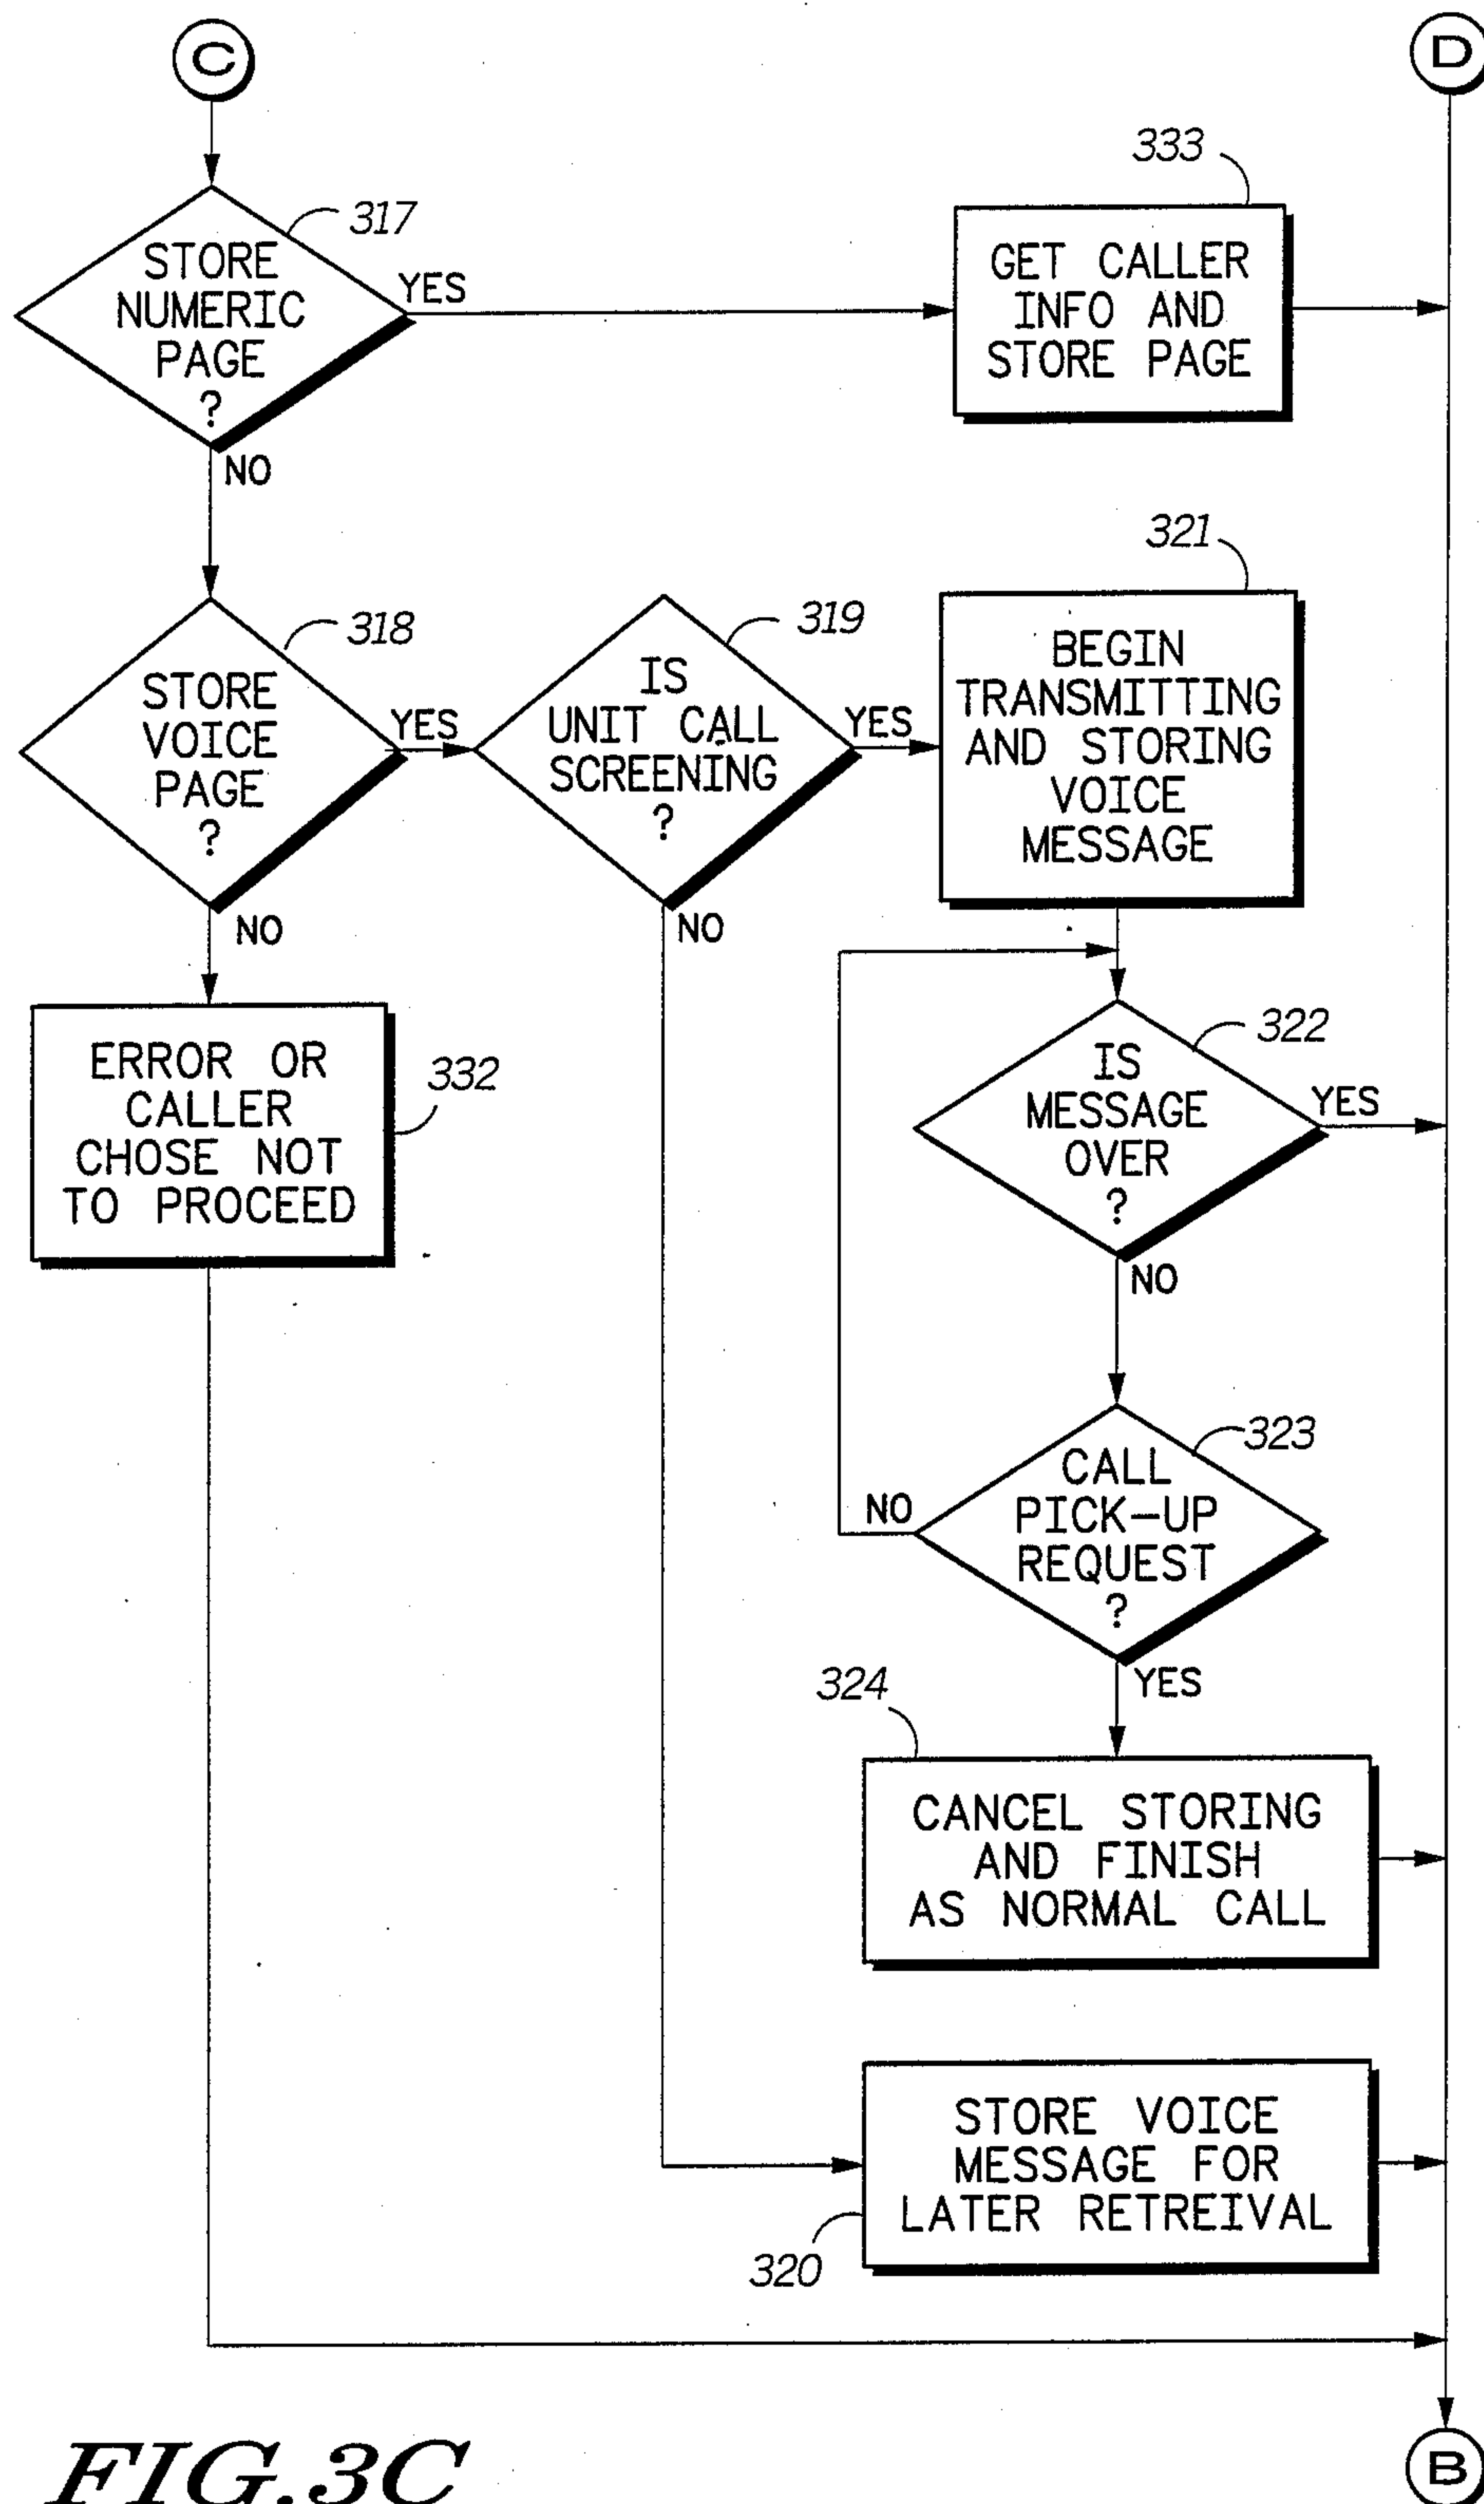 C
D
333
317
STORE
NUMERIC
PAGE
?
YES
GET CALLER
INFO AND
STORE PAGE
NO
321
318
STORE
VOICE
PAGE
?
YES
319
IS
UNIT CALL
SCREENING
?
YES
BEGIN
TRANSMITTING
AND STORING
VOICE
MESSAGE
NO
NO
ERROR OR
CALLER
CHOSE NOT
TO PROCEED
332
322
IS
MESSAGE
OVER
?
YES
NO
323
CALL
PICK-UP
REQUEST
?
NO
YES
324
CANCEL STORING
AND FINISH
AS NORMAL CALL
STORE VOICE
MESSAGE FOR
LATER RETREIVAL
320
B
FIG.3C